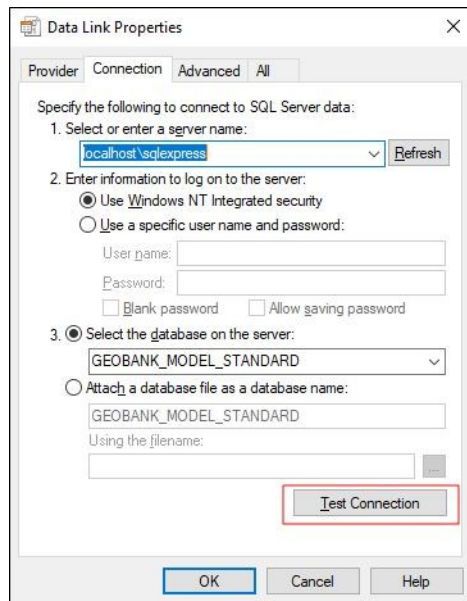 Data Link Properties
Provider Connection Advanced All
Specify the following to connect to SQL Server data:
1. Select or enter a server name:
localhost\sqlexpress Refresh
2. Enter information to log on to the server:
Use Windows NT Integrated security
Use a specific user name and password:
User name:
Password:
Blank password Allow saving password
3. Select the database on the server:
GEOBANK_MODEL_STANDARD
Attach a database file as a database name:
GEOBANK_MODEL_STANDARD
Using the filename:
...
Test Connection
OK Cancel Help